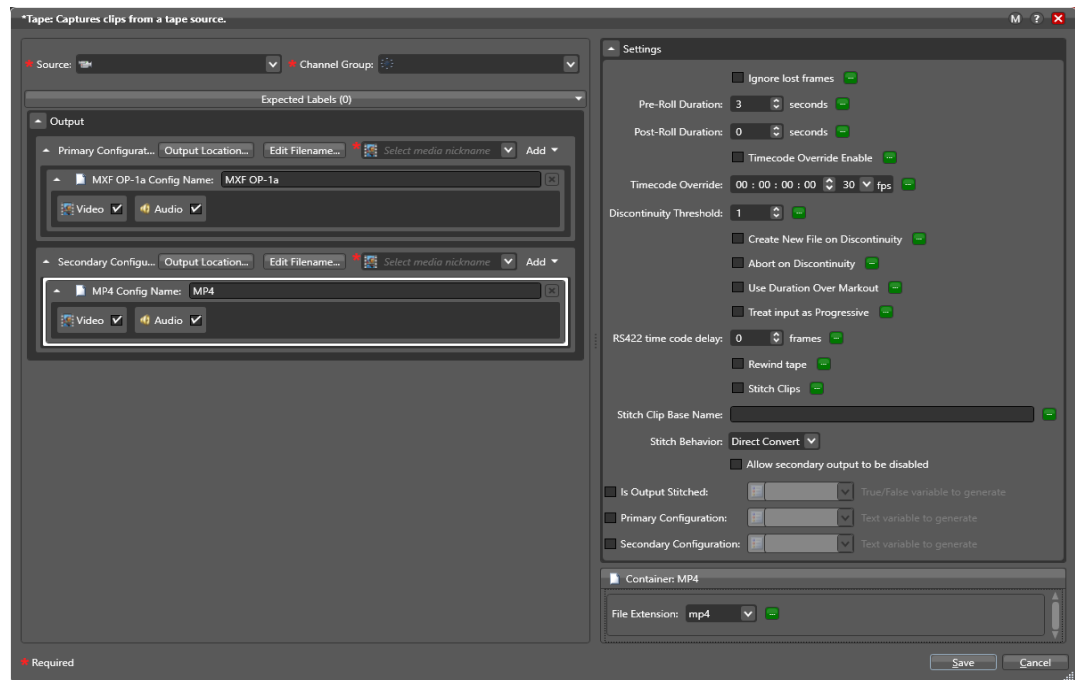 *Tape: Captures clips from a tape source.
M ?
* Source:
* Channel Group:
Expected Labels (0)
Output
Primary Configurat... Output Location... Edit Filename... * Select media nickname Add
MXF OP-1a Config Name: MXF OP-1a
Video Audio
Secondary Configu... Output Location... Edit Filename... * Select media nickname Add
MP4 Config Name: MP4
Video Audio
Settings
Ignore lost frames
Pre-Roll Duration: 3 seconds
Post-Roll Duration: 0 seconds
Timecode Override Enable
Timecode Override: 00 : 00 : 00 : 00 30 fps
Discontinuity Threshold: 1
Create New File on Discontinuity
Abort on Discontinuity
Use Duration Over Markout
Treat input as Progressive
RS422 time code delay: 0 frames
Rewind tape
Stitch Clips
Stitch Clip Base Name:
Stitch Behavior: Direct Convert
Allow secondary output to be disabled
Is Output Stitched: True/False variable to generate
Primary Configuration: Text variable to generate
Secondary Configuration: Text variable to generate
Container: MP4
File Extension: mp4
* Required
Save Cancel